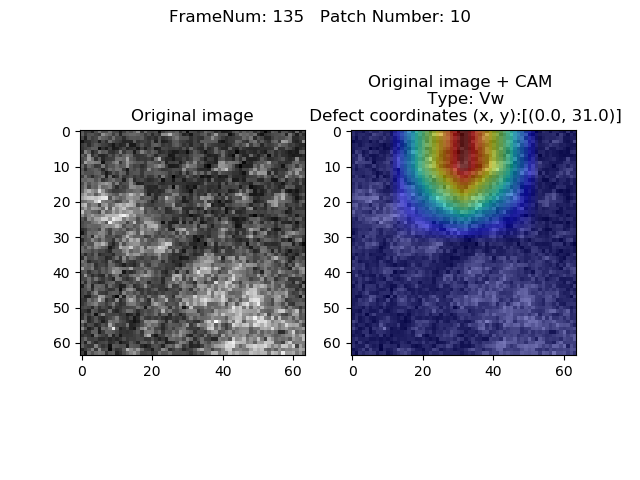 FrameNum: 135   Patch Number: 10
Original image
Original image + CAM
Type: Vw
Defect coordinates (x, y):[(0.0, 31.0)]
0
10
20
30
40
50
60
0 20 40 60
0
10
20
30
40
50
60
0 20 40 60